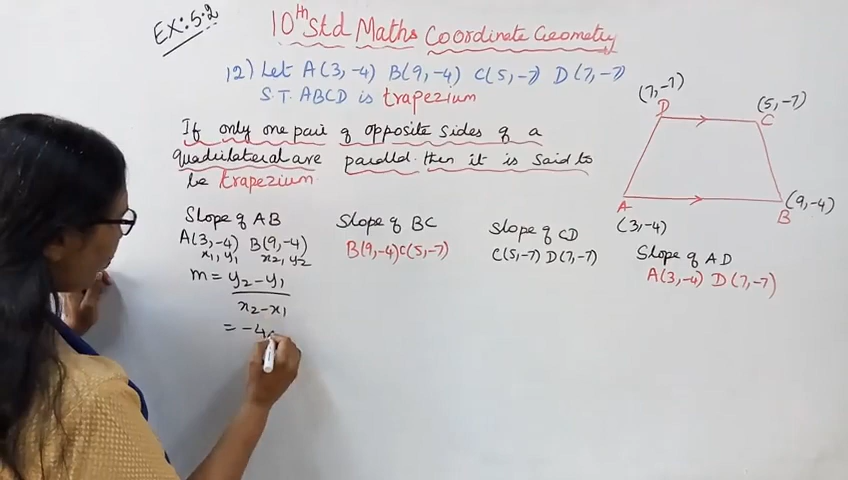 EX: 5.2
10th Std Maths Coordinate Geometry
12) Let A(3,-4) B(9,-4) C(5,-7) D(7,-7)
S.T. ABCD is trapezium
If only one pair of opposite sides of a
quadrilateral are parallel then it is said to
be trapezium.
(7,-7)
D
(5,-7)
C
A
(3,-4)
(9,-4)
B
Slope of AB
A(3,-4) B(9,-4)
x1, y1 x2, y2
m = y2 - y1
x2 - x1
= -4
Slope of BC
B(9,-4) C(5,-7)
Slope of CD
C(5,-7) D(7,-7)
Slope of AD
A(3,-4) D(7,-7)